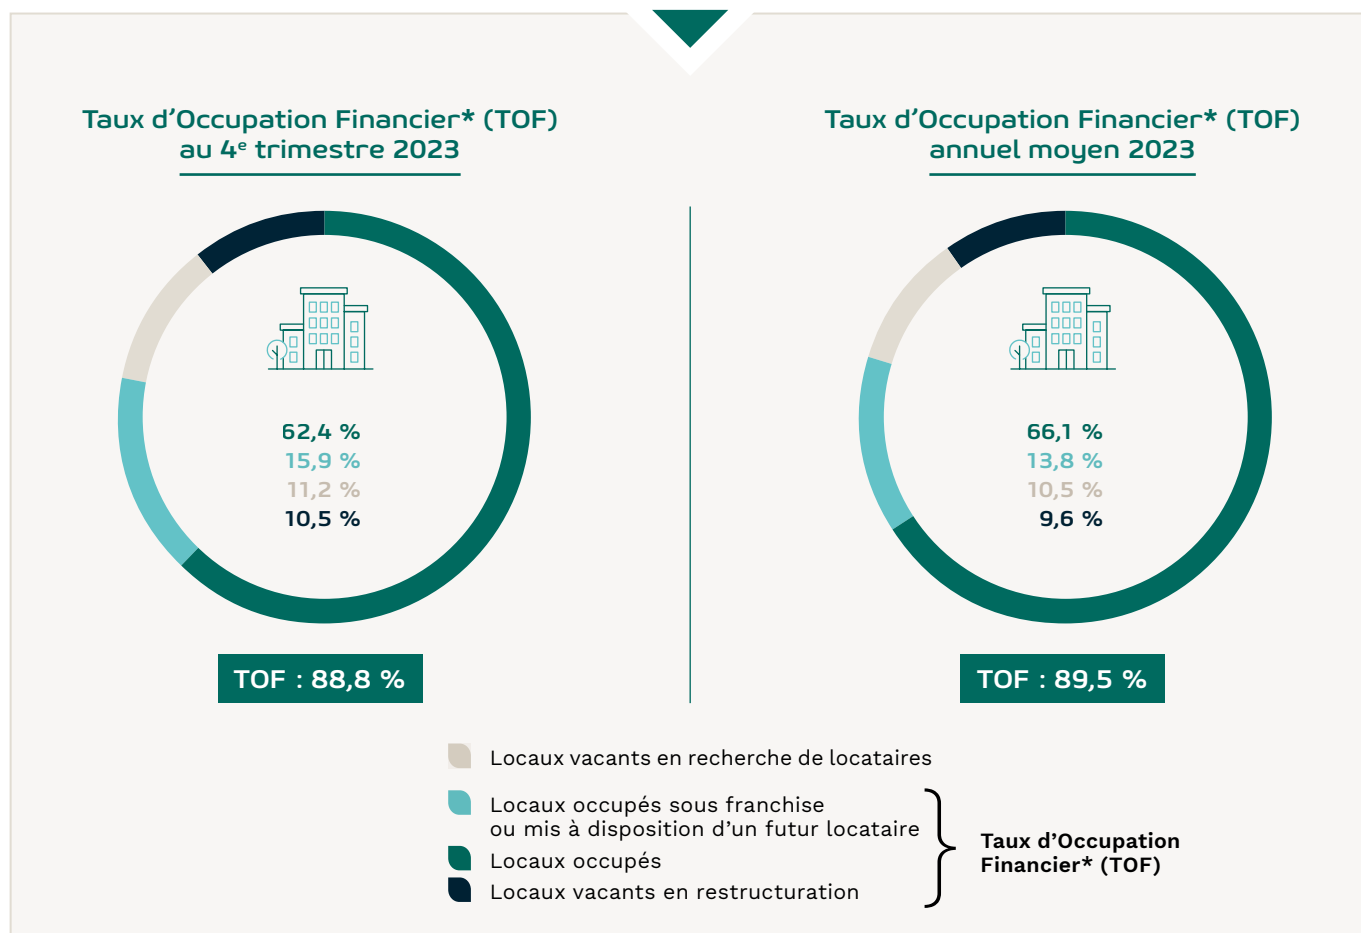 Taux d’Occupation Financier* (TOF)
au 4e trimestre 2023
62,4 %
15,9 %
11,2 %
10,5 %
TOF : 88,8 %
Taux d’Occupation Financier* (TOF)
annuel moyen 2023
66,1 %
13,8 %
10,5 %
9,6 %
TOF : 89,5 %
Locaux vacants en recherche de locataires
Locaux occupés sous franchise
ou mis à disposition d’un futur locataire
Locaux occupés
Locaux vacants en restructuration
Taux d’Occupation
Financier* (TOF)